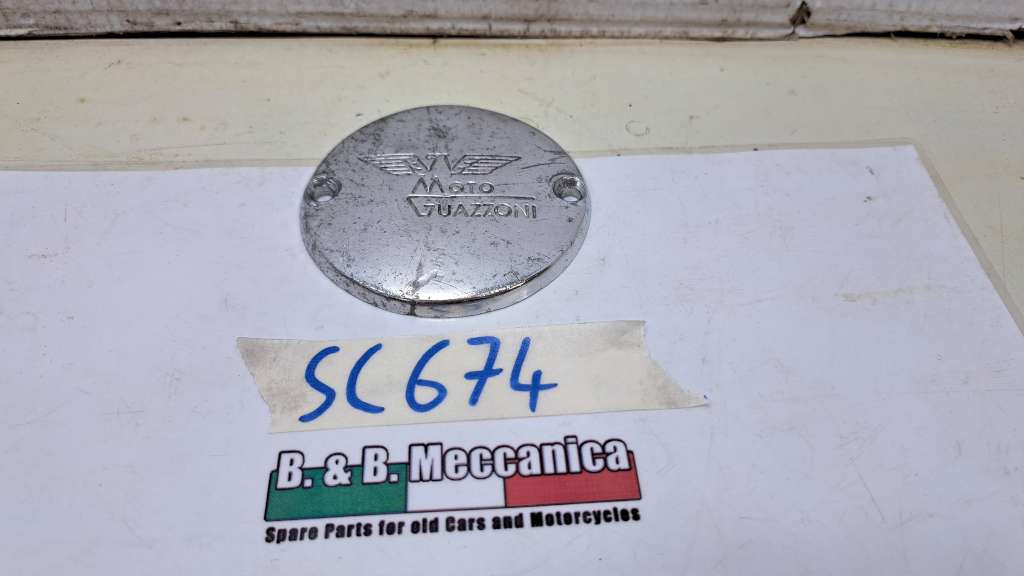 MOTO
GUAZZONI
SC674
B. & B. Meccanica
Spare Parts for old Cars and Motorcycles